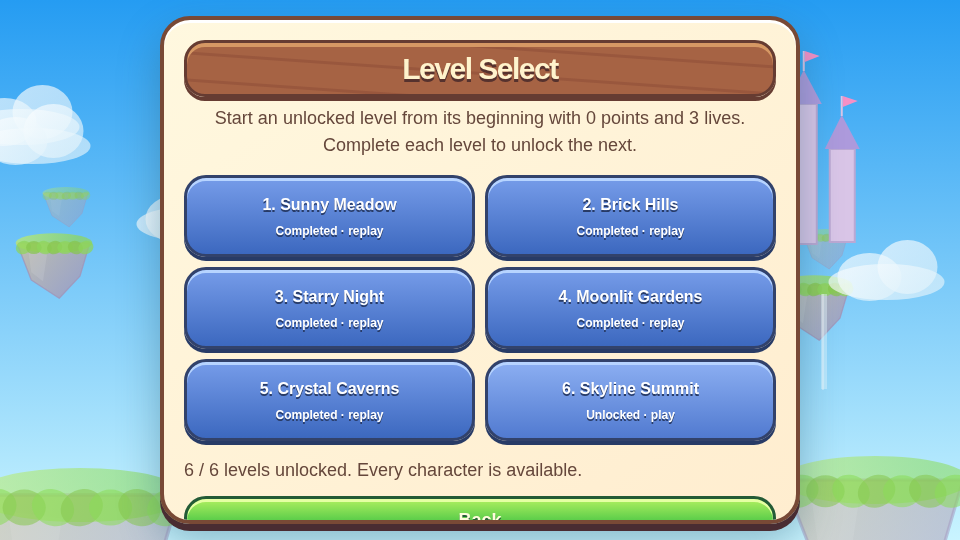 Level Select
Start an unlocked level from its beginning with 0 points and 3 lives.
Complete each level to unlock the next.
1. Sunny Meadow
Completed · replay
2. Brick Hills
Completed · replay
3. Starry Night
Completed · replay
4. Moonlit Gardens
Completed · replay
5. Crystal Caverns
Completed · replay
6. Skyline Summit
Unlocked · play
6 / 6 levels unlocked. Every character is available.
Back